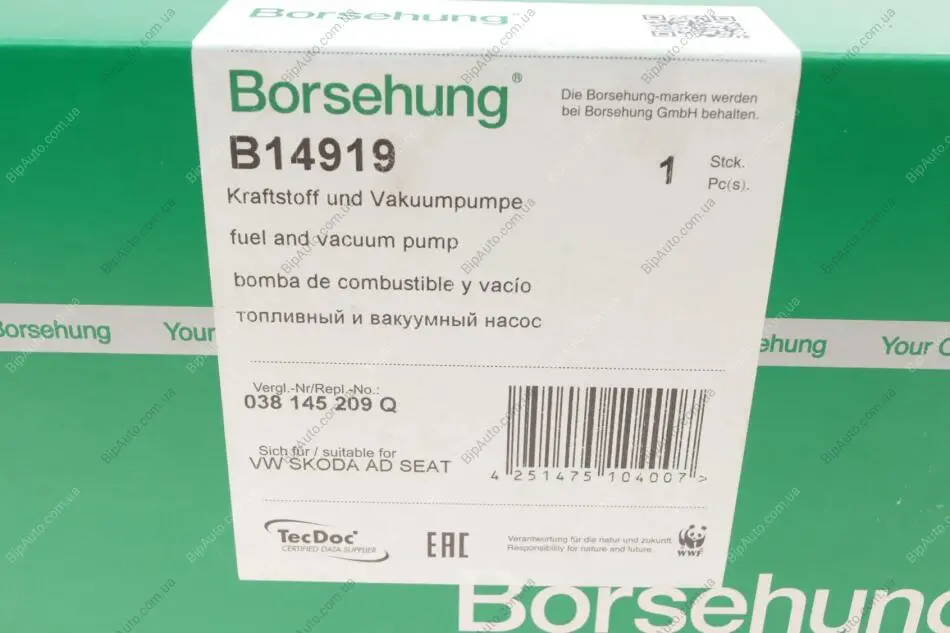 Borsehung
Borsehung®
Die Borsehung-marken werden
bei Borsehung GmbH behalten.
B14919
1 Stck.
Pc(s).
Kraftstoff und Vakuumpumpe
fuel and vacuum pump
bomba de combustible y vacío
топливный и вакуумный насос
Borsehung Your
ehung Your C
Vergl.-Nr/Repl.-No.:
038 145 209 Q
Sich für / suitable for
VW SKODA AD SEAT
4 251475 104007 >
TecDoc
CERTIFIED DATA SUPPLIER
EAC
Verantwortung für die natur und zukunft
Responsibility for nature and future.
WWF
Borsehung
BipAuto.com.ua